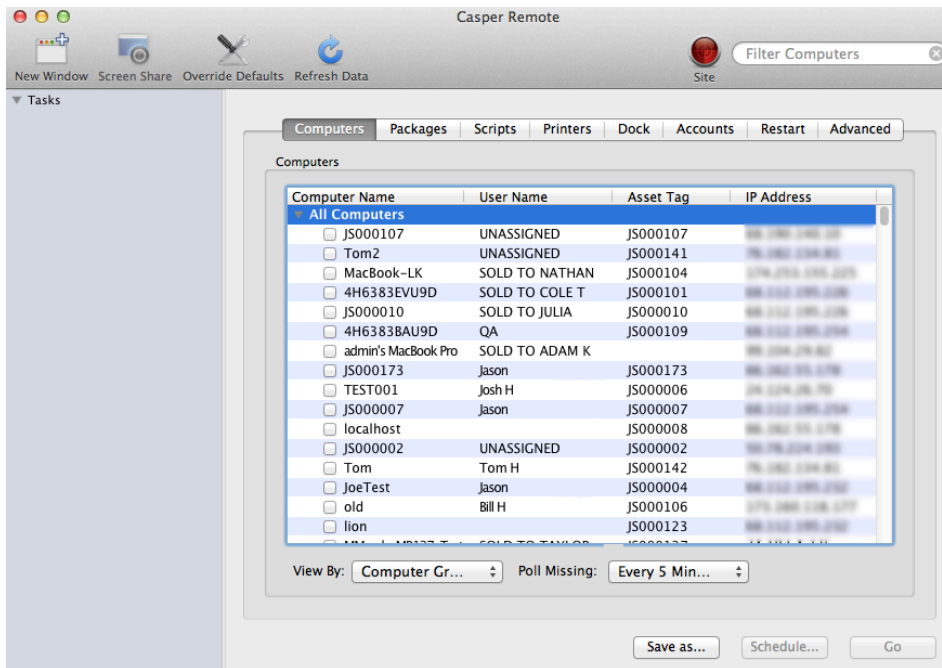 Casper Remote
New Window Screen Share Override Defaults Refresh Data Site Filter Computers
Tasks
Computers Packages Scripts Printers Dock Accounts Restart Advanced
Computers
Computer Name User Name Asset Tag IP Address
All Computers
JS000107 UNASSIGNED JS000107
Tom2 UNASSIGNED JS000141
MacBook-LK SOLD TO NATHAN JS000104
4H6383EVU9D SOLD TO COLE T JS000101
JS000010 SOLD TO JULIA JS000010
4H6383BAU9D QA JS000109
admin's MacBook Pro SOLD TO ADAM K
JS000173 Jason JS000173
TEST001 Josh H JS000006
JS000007 Jason JS000007
localhost JS000008
JS000002 UNASSIGNED JS000002
Tom Tom H JS000142
JoeTest Jason JS000004
old Bill H JS000106
lion JS000123
SOLD TO TAYLOR
View By: Computer Gr... Poll Missing: Every 5 Min...
Save as... Schedule... Go